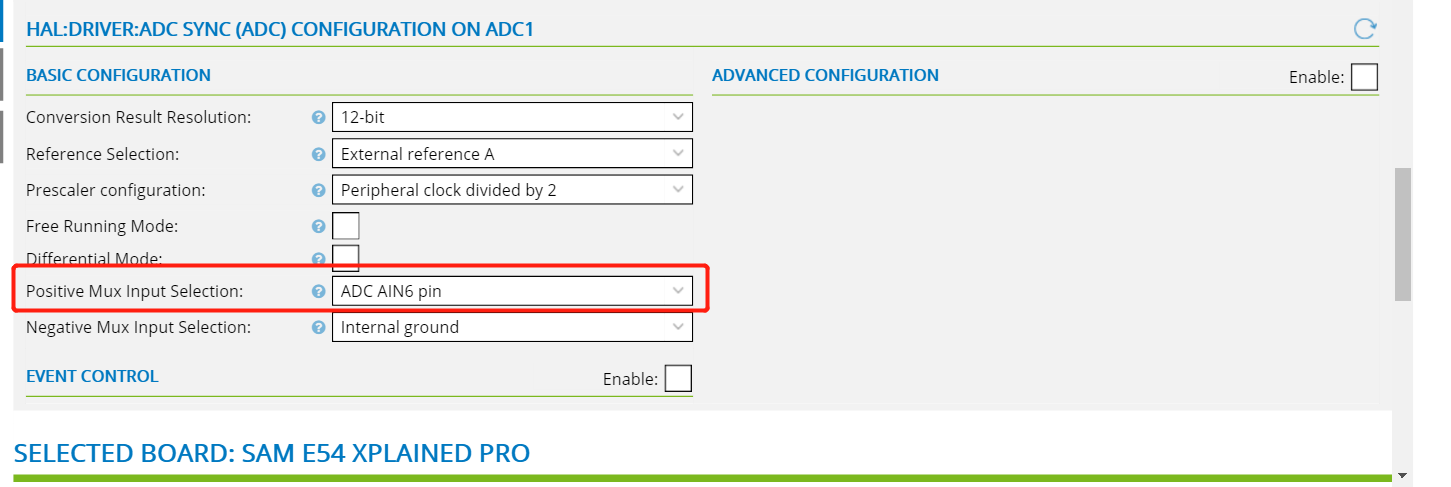 HAL:DRIVER:ADC SYNC (ADC) CONFIGURATION ON ADC1
BASIC CONFIGURATION
ADVANCED CONFIGURATION Enable:
Conversion Result Resolution: ? 12-bit
Reference Selection: ? External reference A
Prescaler configuration: ? Peripheral clock divided by 2
Free Running Mode: ?
Differential Mode: ?
Positive Mux Input Selection: ? ADC AIN6 pin
Negative Mux Input Selection: ? Internal ground
EVENT CONTROL Enable:
SELECTED BOARD: SAM E54 XPLAINED PRO